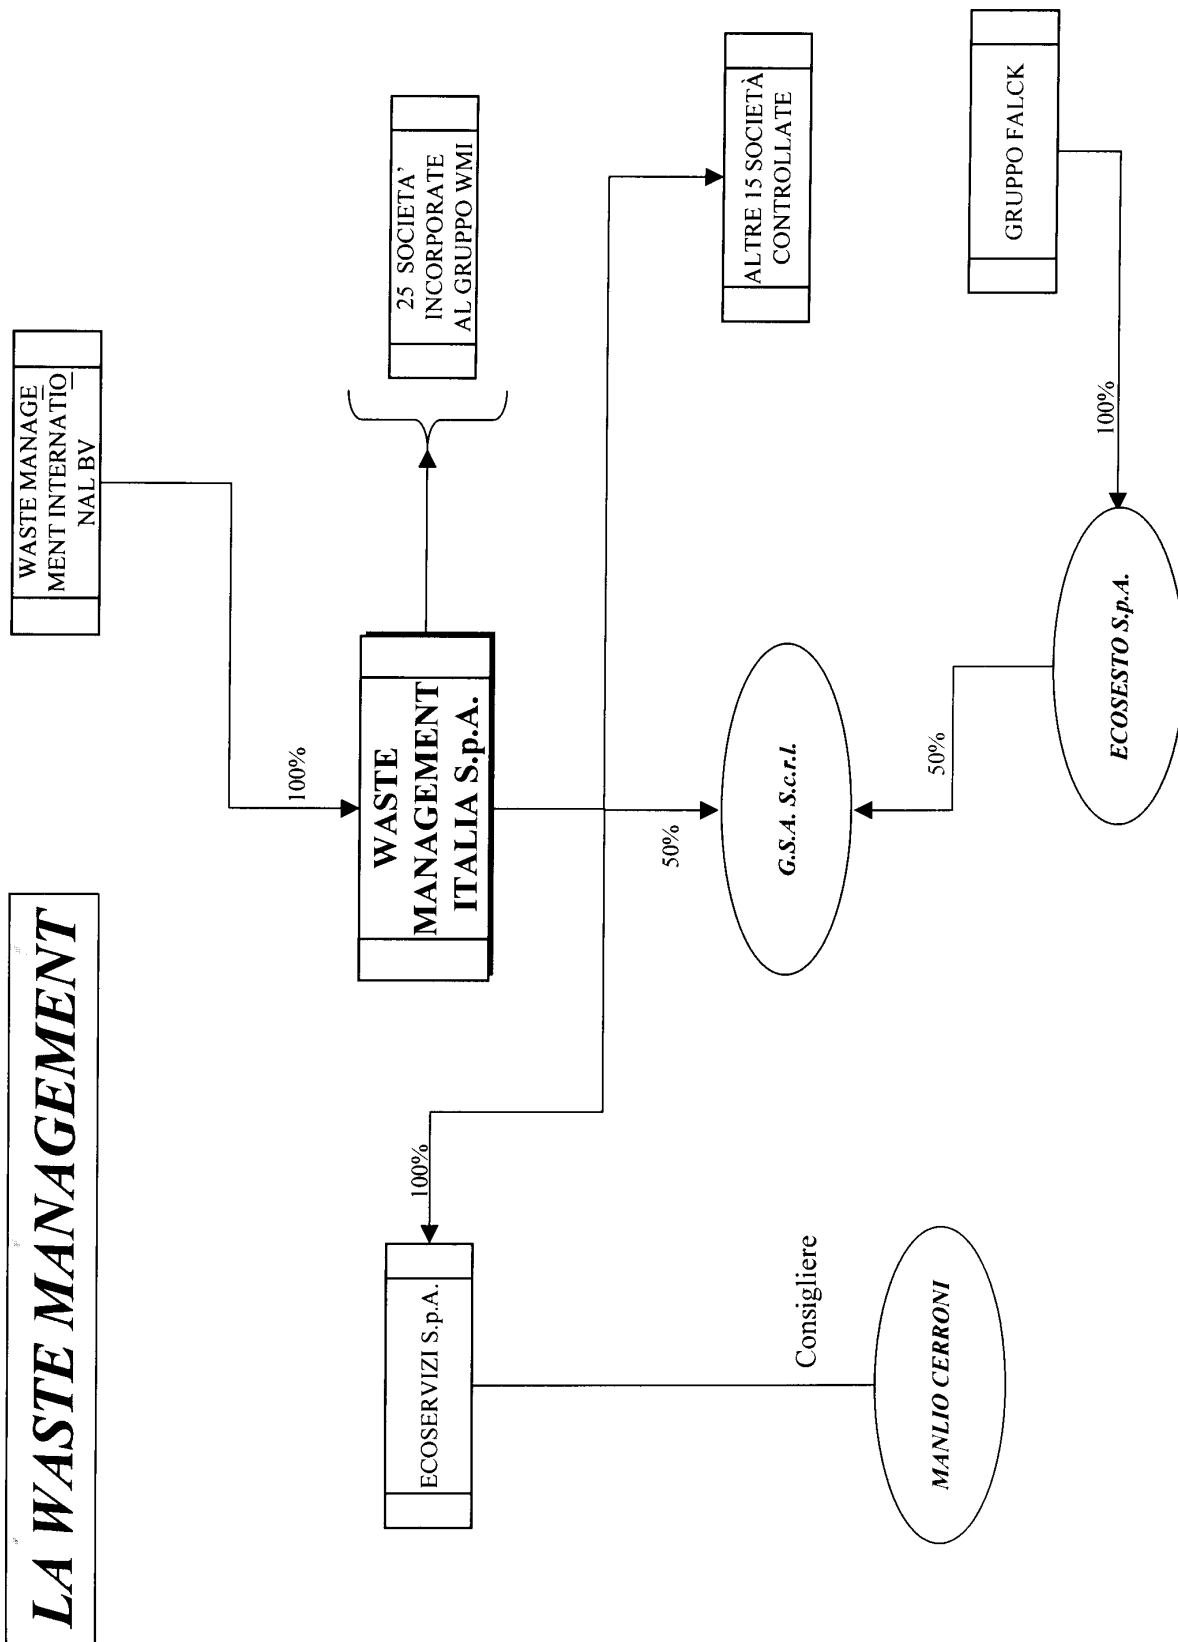 LA WASTE MANAGEMENT
WASTE MANAGE
MENT INTERNATIO
NAL BV
100%
WASTE
MANAGEMENT
ITALIA S.p.A.
25 SOCIETA'
INCORPORATE
AL GRUPPO WMI
100%
ECOSERVIZI S.p.A.
50%
G.S.A. S.c.r.l.
ALTRE 15 SOCIETÀ
CONTROLLATE
Consigliere
MANLIO CERRONI
50%
ECOSESTO S.p.A.
100%
GRUPPO FALCK